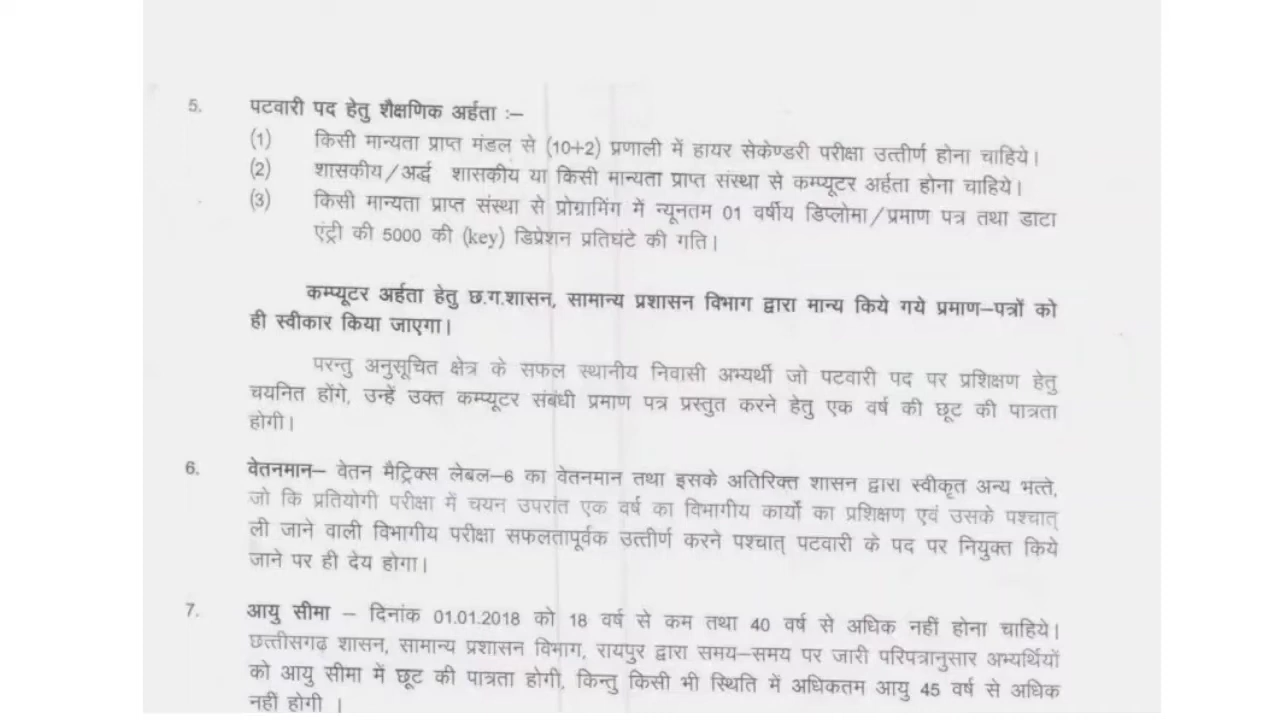 5. पटवारी पद हेतु शैक्षणिक अर्हता :–
(1) किसी मान्यता प्राप्त मंडल से (10+2) प्रणाली में हायर सेकेण्डरी परीक्षा उत्तीर्ण होना चाहिये।
(2) शासकीय/अर्द्ध शासकीय या किसी मान्यता प्राप्त संस्था से कम्प्यूटर अर्हता होना चाहिये।
(3) किसी मान्यता प्राप्त संस्था से प्रोग्रामिंग में न्यूनतम 01 वर्षीय डिप्लोमा/प्रमाण पत्र तथा डाटा
एंट्री की 5000 की (key) डिप्रेशन प्रतिघंटे की गति।
कम्प्यूटर अर्हता हेतु छ.ग.शासन, सामान्य प्रशासन विभाग द्वारा मान्य किये गये प्रमाण–पत्रों को
ही स्वीकार किया जाएगा।
परन्तु अनुसूचित क्षेत्र के सफल स्थानीय निवासी अभ्यर्थी जो पटवारी पद पर प्रशिक्षण हेतु
चयनित होंगे, उन्हें उक्त कम्प्यूटर संबंधी प्रमाण पत्र प्रस्तुत करने हेतु एक वर्ष की छूट की पात्रता
होगी।
6. वेतनमान– वेतन मैट्रिक्स लेबल–6 का वेतनमान तथा इसके अतिरिक्त शासन द्वारा स्वीकृत अन्य भत्ते,
जो कि प्रतियोगी परीक्षा में चयन उपरांत एक वर्ष का विभागीय कार्यो का प्रशिक्षण एवं उसके पश्चात्
ली जाने वाली विभागीय परीक्षा सफलतापूर्वक उत्तीर्ण करने पश्चात् पटवारी के पद पर नियुक्त किये
जाने पर ही देय होगा।
7. आयु सीमा – दिनांक 01.01.2018 को 18 वर्ष से कम तथा 40 वर्ष से अधिक नहीं होना चाहिये।
छत्तीसगढ़ शासन, सामान्य प्रशासन विभाग, रायपुर द्वारा समय–समय पर जारी परिपत्रानुसार अभ्यर्थियों
को आयु सीमा में छूट की पात्रता होगी, किन्तु किसी भी स्थिति में अधिकतम आयु 45 वर्ष से अधिक
नहीं होगी ।